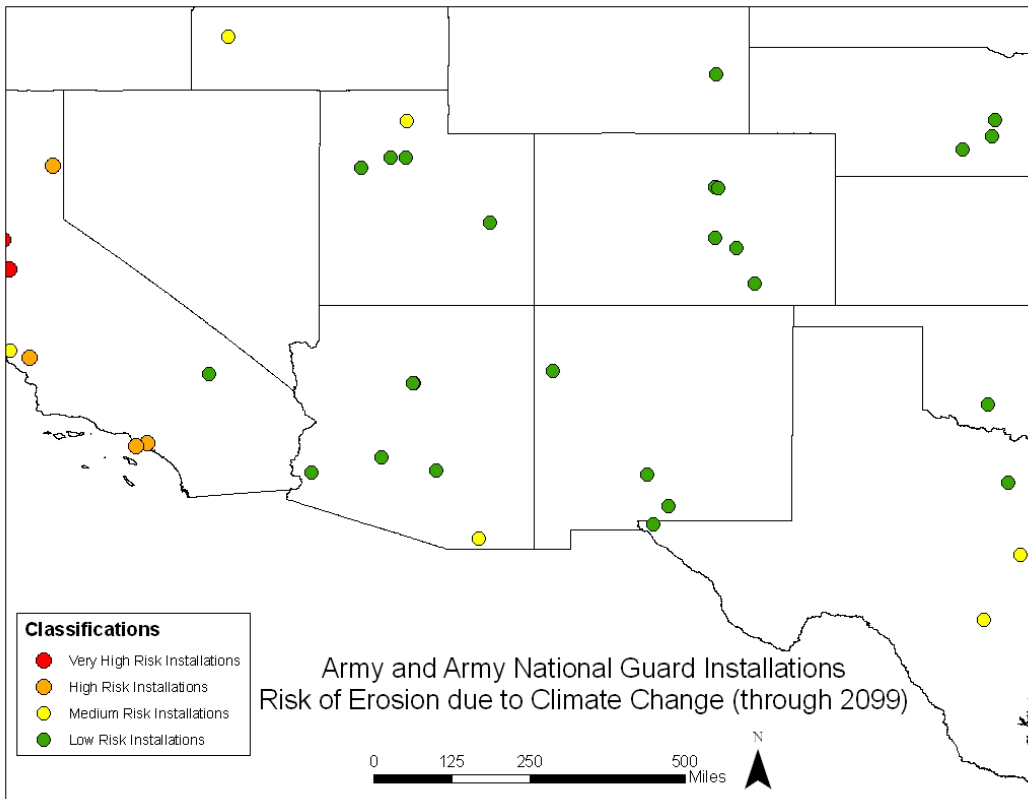 Classifications
Very High Risk Installations
High Risk Installations
Medium Risk Installations
Low Risk Installations
Army and Army National Guard Installations
Risk of Erosion due to Climate Change (through 2099)
N
0 125 250 500
Miles